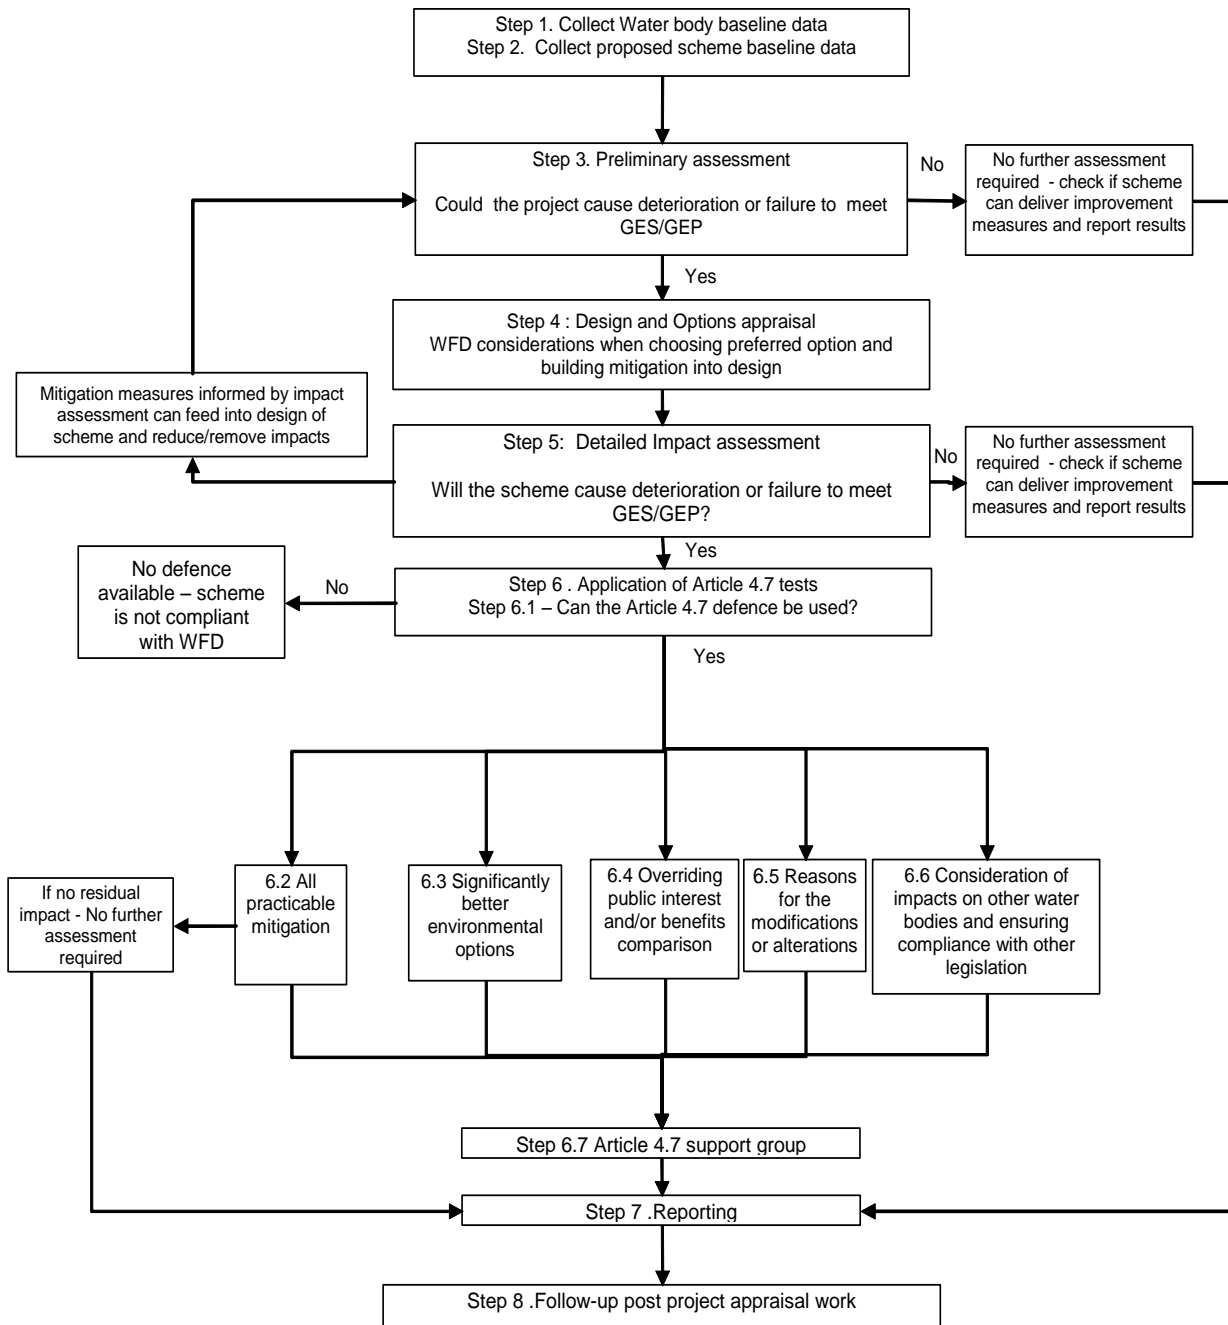 Step 1. Collect Water body baseline data
Step 2. Collect proposed scheme baseline data
Step 3. Preliminary assessment
Could the project cause deterioration or failure to meet
GES/GEP
No
No further assessment
required - check if scheme
can deliver improvement
measures and report results
Yes
Step 4 : Design and Options appraisal
WFD considerations when choosing preferred option and
building mitigation into design
Mitigation measures informed by impact
assessment can feed into design of
scheme and reduce/remove impacts
Step 5: Detailed Impact assessment
Will the scheme cause deterioration or failure to meet
GES/GEP?
No
No further assessment
required - check if scheme
can deliver improvement
measures and report results
Yes
Step 6 . Application of Article 4.7 tests
Step 6.1 – Can the Article 4.7 defence be used?
No
No defence
available – scheme
is not compliant
with WFD
Yes
If no residual
impact - No further
assessment
required
6.2 All
practicable
mitigation
6.3 Significantly
better
environmental
options
6.4 Overriding
public interest
and/or benefits
comparison
6.5 Reasons
for the
modifications
or alterations
6.6 Consideration of
impacts on other water
bodies and ensuring
compliance with other
legislation
Step 6.7 Article 4.7 support group
Step 7 .Reporting
Step 8 .Follow-up post project appraisal work